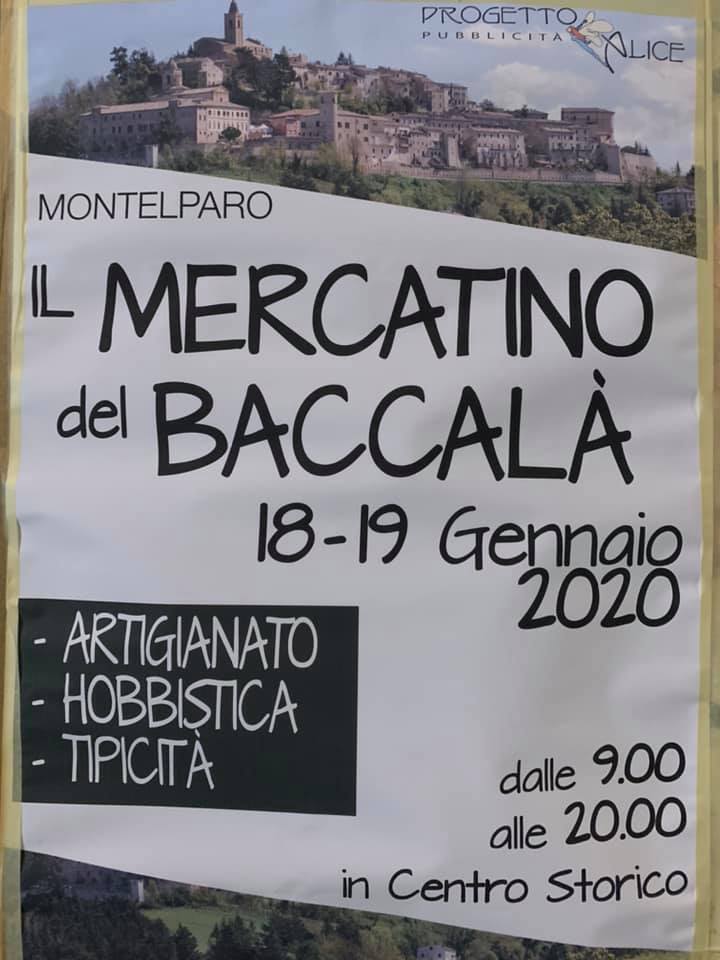 PROGETTO
PUBBLICITÀ ALICE
MONTELPARO
IL MERCATINO
del BACCALÀ
18-19 Gennaio
2020
- ARTIGIANATO
- HOBBISTICA
- TIPICITÀ
dalle 9.00
alle 20.00
in Centro Storico